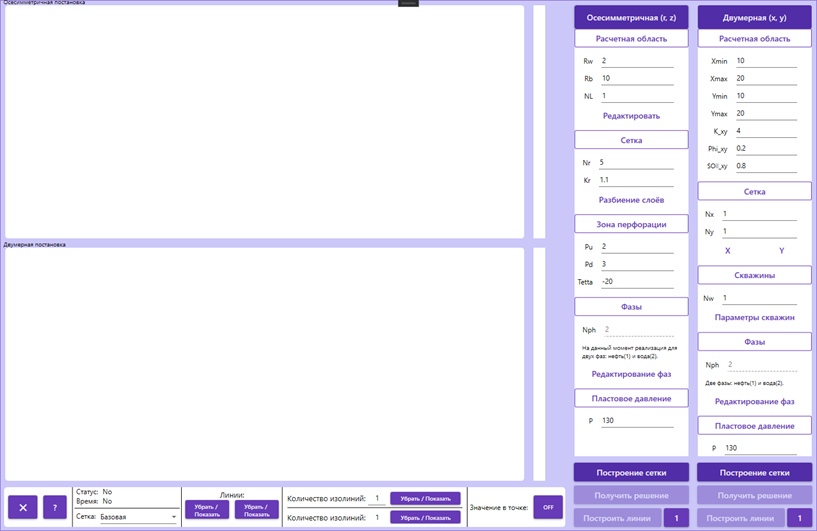 Осесимметричная постановка
Двумерная постановка
Осесимметричная (r, z)
Расчетная область
Rw 2
Rb 10
NL 1
Редактировать
Сетка
Nr 5
Kr 1.1
Разбиение слоёв
Зона перфорации
Pu 2
Pd 3
Tetta -20
Фазы
Nph 2
На данный момент реализация для
двух фаз: нефть(1) и вода(2).
Редактирование фаз
Пластовое давление
P 130
Построение сетки
Получить решение
Построить линии 1
Двумерная (x, y)
Расчетная область
Xmin 10
Xmax 20
Ymin 10
Ymax 20
K_xy 4
Phi_xy 0.2
SOil_xy 0.8
Сетка
Nx 1
Ny 1
X Y
Скважины
Nw 1
Параметры скважин
Фазы
Nph 2
Две фазы: нефть(1) и вода(2).
Редактирование фаз
Пластовое давление
P 130
Построение сетки
Получить решение
Построить линии 1
X ?
Статус: No
Время: No
Сетка: Базовая
Линии:
Убрать / Показать
Убрать / Показать
Количество изолиний: 1 Убрать / Показать
Количество изолиний: 1 Убрать / Показать
Значение в точке: OFF